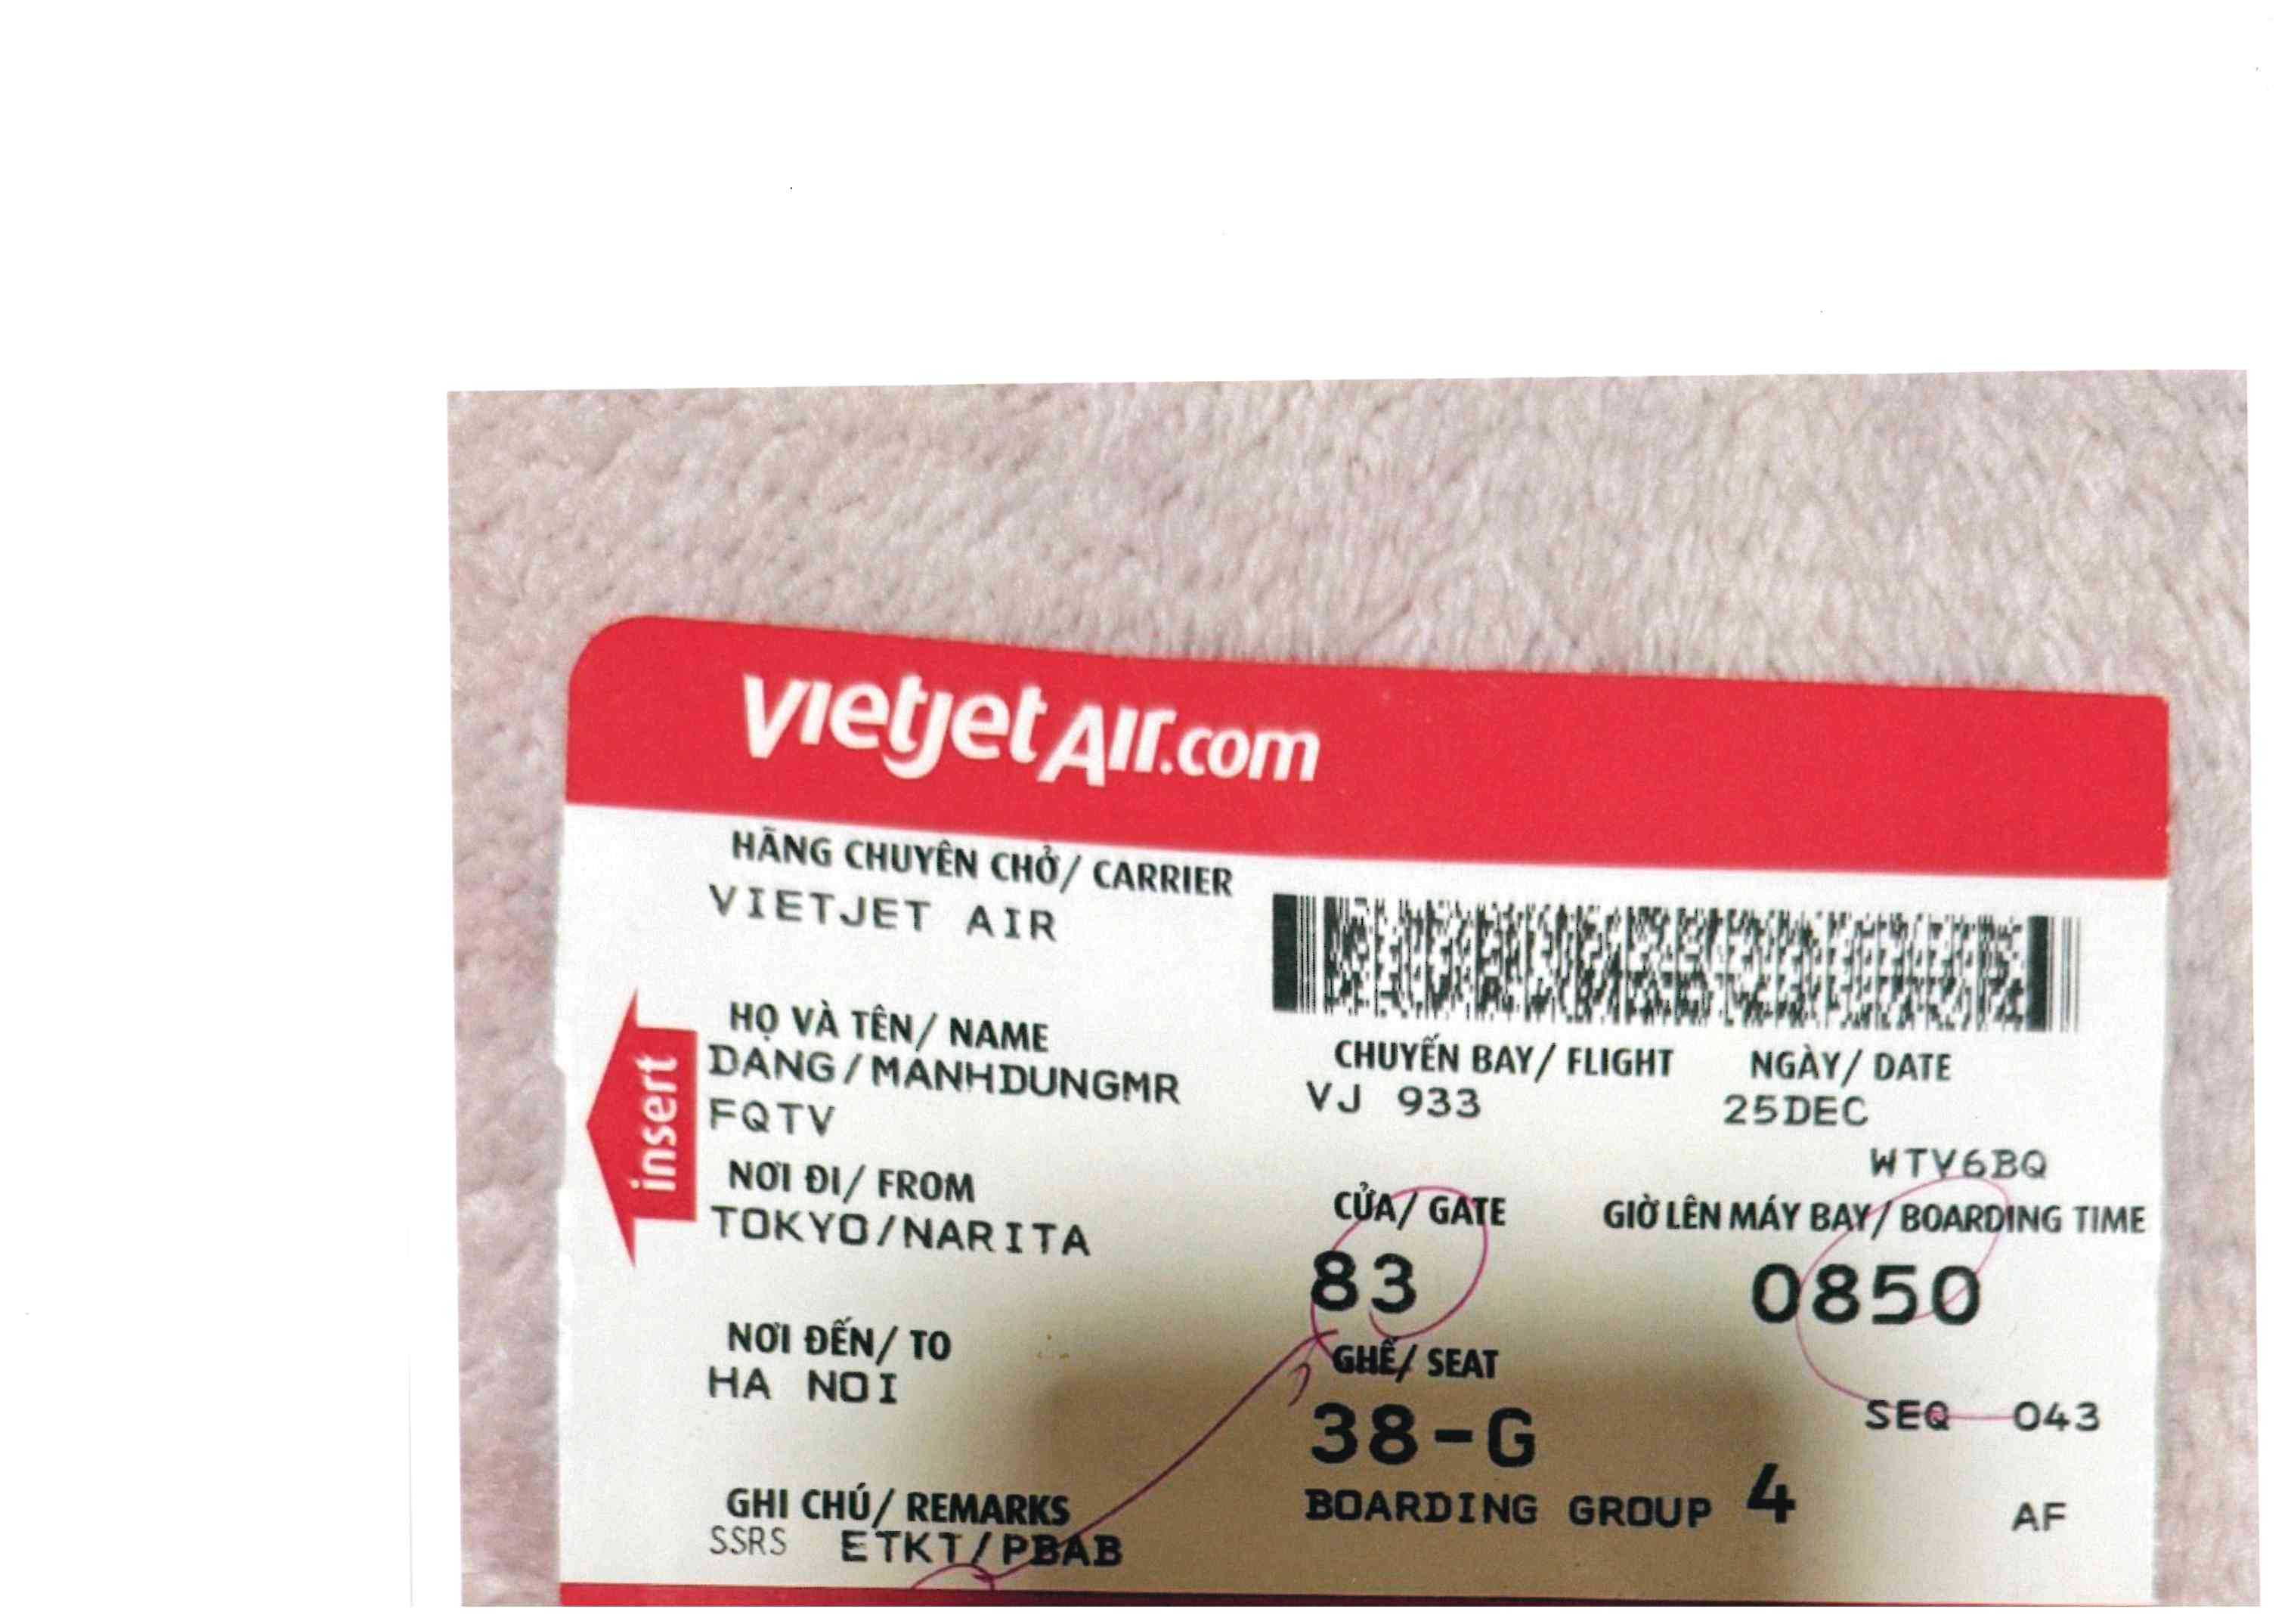 vietjetAir.com
HÃNG CHUYÊN CHỞ/ CARRIER
VIETJET AIR
HỌ VÀ TÊN/ NAME
DANG/MANHDUNGMR
FQTV
CHUYẾN BAY/ FLIGHT
VJ 933
NGÀY/ DATE
25DEC
WTV6BQ
insert
NƠI ĐI/ FROM
TOKYO/NARITA
CỬA/ GATE
83
GIỜ LÊN MÁY BAY/ BOARDING TIME
0850
NƠI ĐẾN/ TO
HA NOI
GHẾ/ SEAT
38-G
SEQ 043
GHI CHÚ/ REMARKS
SSRS ETKT/PBAB
BOARDING GROUP 4
AF